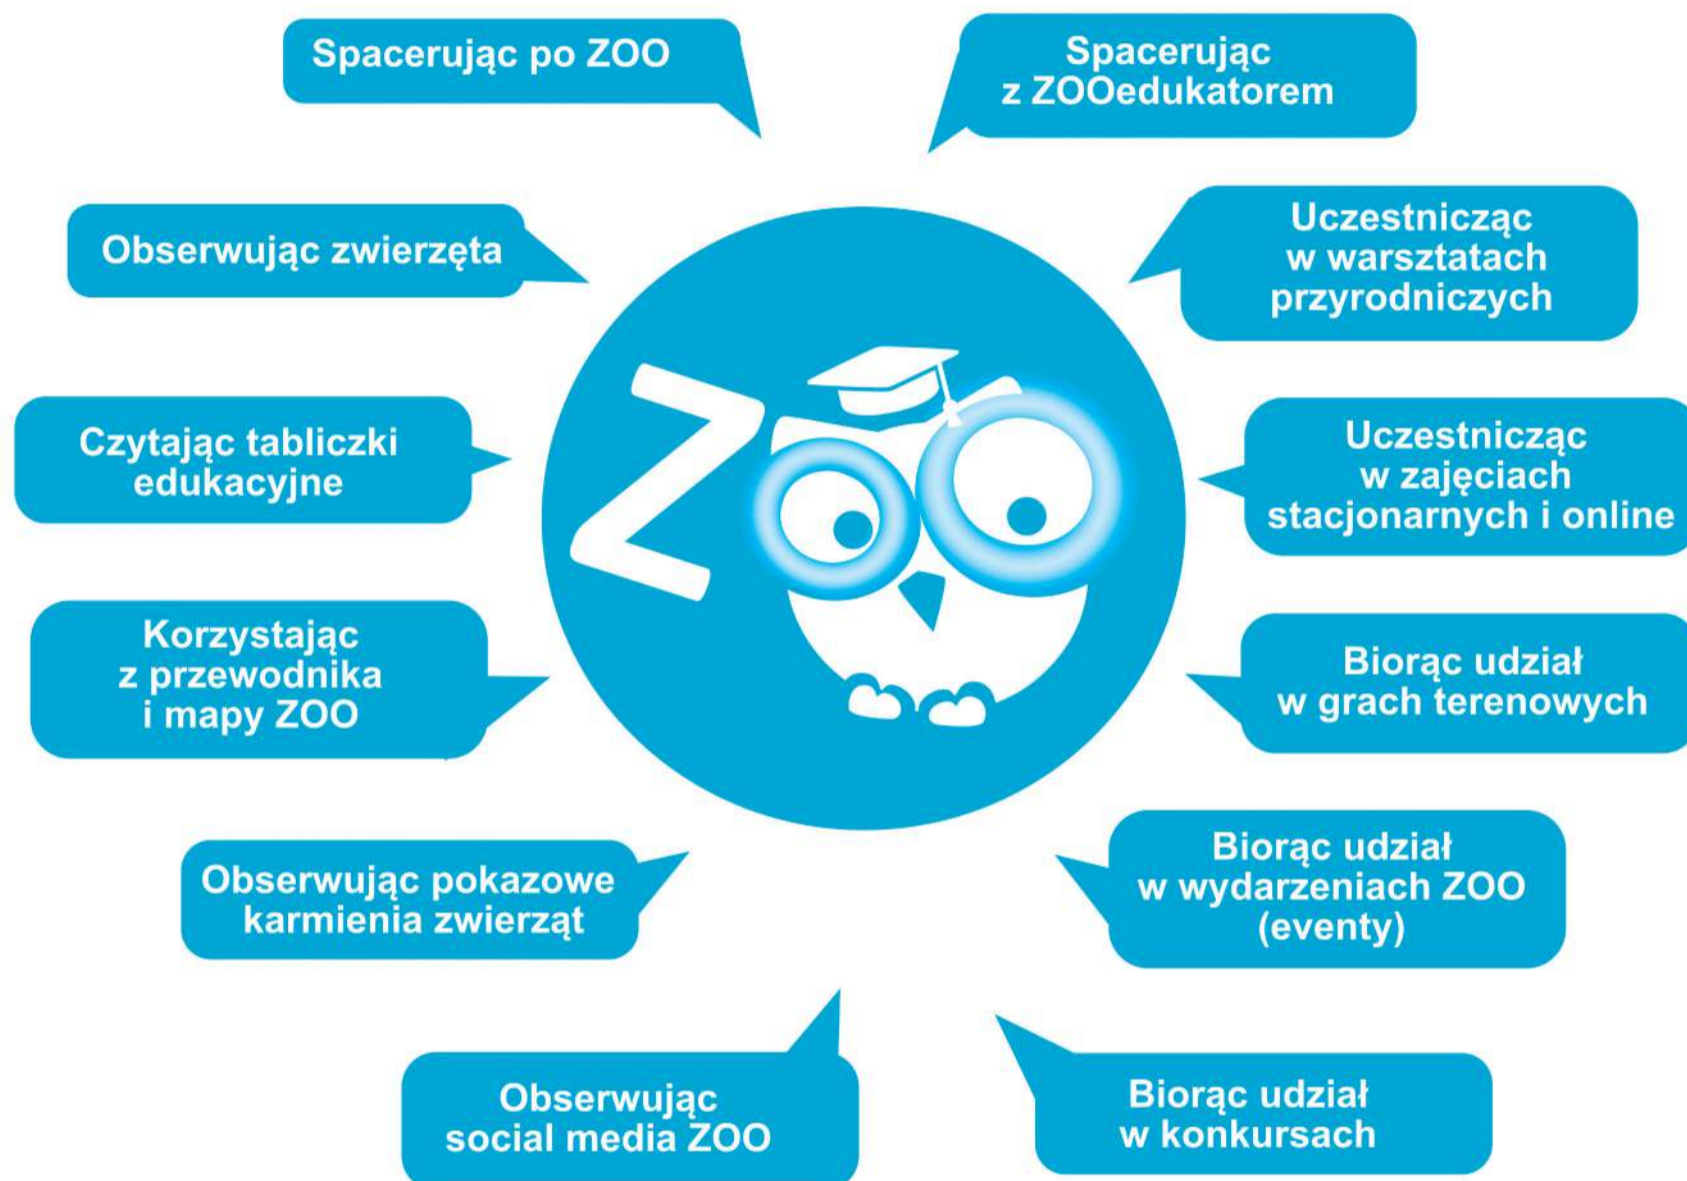 Spacerując po ZOO
Spacerując
z ZOOedukatorem
Obserwując zwierzęta
Uczestnicząc
w warsztatach
przyrodniczych
Czytając tabliczki
edukacyjne
Uczestnicząc
w zajęciach
stacjonarnych i online
Zoo
Korzystając
z przewodnika
i mapy ZOO
Biorąc udział
w grach terenowych
Obserwując pokazowe
karmienia zwierząt
Biorąc udział
w wydarzeniach ZOO
(eventy)
Obserwując
social media ZOO
Biorąc udział
w konkursach